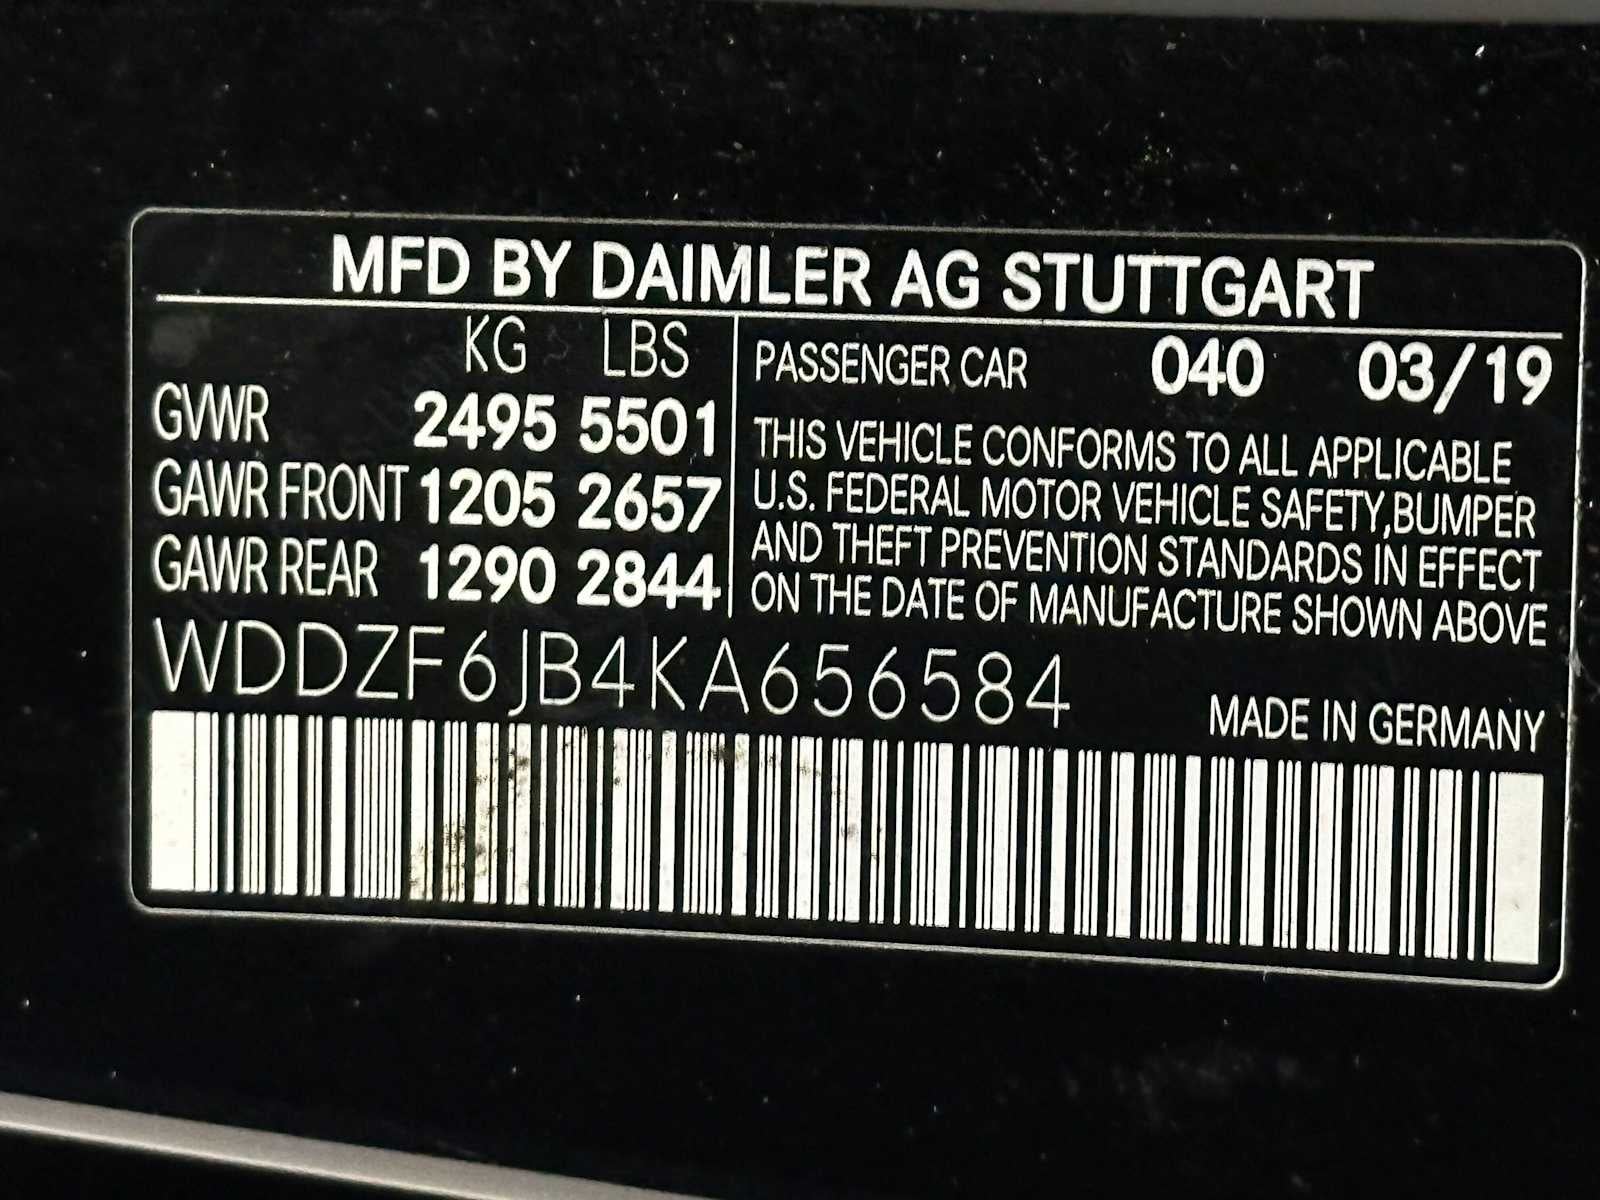 MFD BY DAIMLER AG STUTTGART
KG LBS
GVWR 2495 5501
GAWR FRONT 1205 2657
GAWR REAR 1290 2844
PASSENGER CAR 040 03/19
THIS VEHICLE CONFORMS TO ALL APPLICABLE
U.S. FEDERAL MOTOR VEHICLE SAFETY,BUMPER
AND THEFT PREVENTION STANDARDS IN EFFECT
ON THE DATE OF MANUFACTURE SHOWN ABOVE
WDDZF6JB4KA656584
MADE IN GERMANY